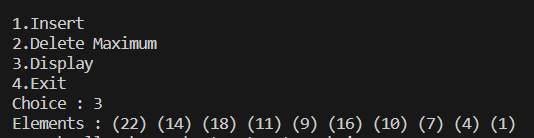 1.Insert
2.Delete Maximum
3.Display
4.Exit
Choice : 3
Elements : (22) (14) (18) (11) (9) (16) (10) (7) (4) (1)